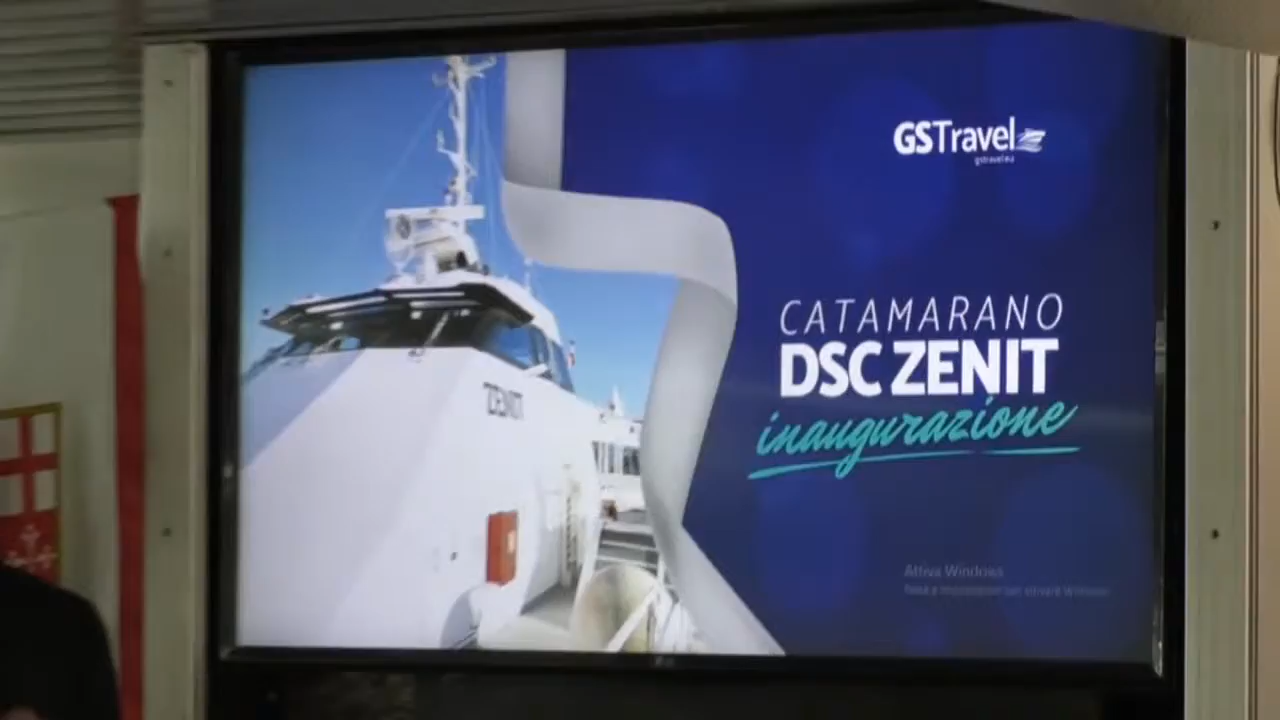 GSTravel
gstravel.eu
CATAMARANO
DSC ZENIT
inaugurazione
ZENIT
Attiva Windows